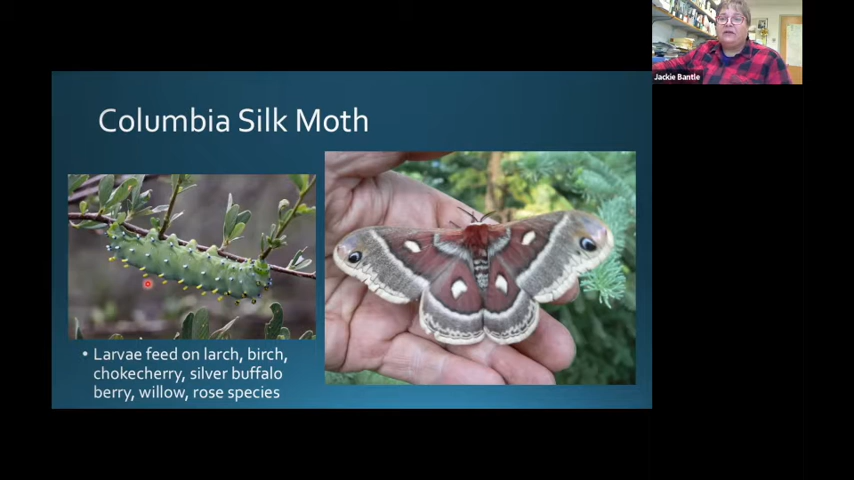 Jackie Bantle
Columbia Silk Moth
• Larvae feed on larch, birch,
chokecherry, silver buffalo
berry, willow, rose species